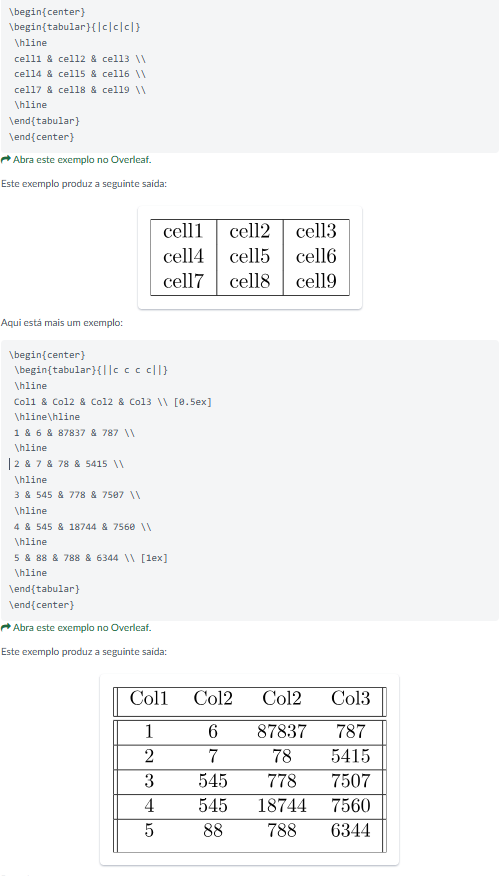 \begin{center}
\begin{tabular}{|c|c|c|}
\hline
cell1 & cell2 & cell3 \\
cell4 & cell5 & cell6 \\
cell7 & cell8 & cell9 \\
\hline
\end{tabular}
\end{center}
Abra este exemplo no Overleaf.
Este exemplo produz a seguinte saída:
cell1 cell2 cell3
cell4 cell5 cell6
cell7 cell8 cell9
Aqui está mais um exemplo:
\begin{center}
\begin{tabular}{||c c c c||}
\hline
Col1 & Col2 & Col2 & Col3 \\ [0.5ex]
\hline\hline
1 & 6 & 87837 & 787 \\
\hline
2 & 7 & 78 & 5415 \\
\hline
3 & 545 & 778 & 7507 \\
\hline
4 & 545 & 18744 & 7560 \\
\hline
5 & 88 & 788 & 6344 \\ [1ex]
\hline
\end{tabular}
\end{center}
Abra este exemplo no Overleaf.
Este exemplo produz a seguinte saída:
Col1 Col2 Col2 Col3
1 6 87837 787
2 7 78 5415
3 545 778 7507
4 545 18744 7560
5 88 788 6344